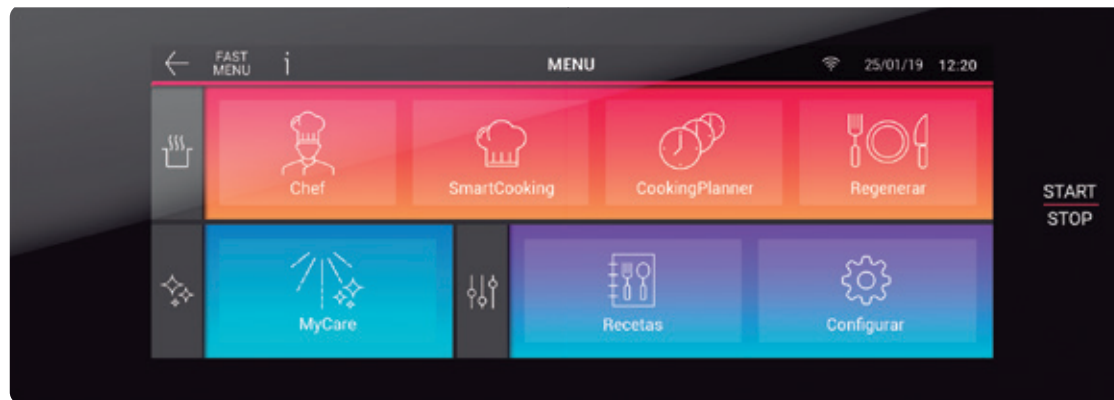 FAST
MENU
i
MENU
25/01/19 12:20
Chef
SmartCooking
CookingPlanner
Regenerar
START
STOP
MyCare
Recetas
Configurar